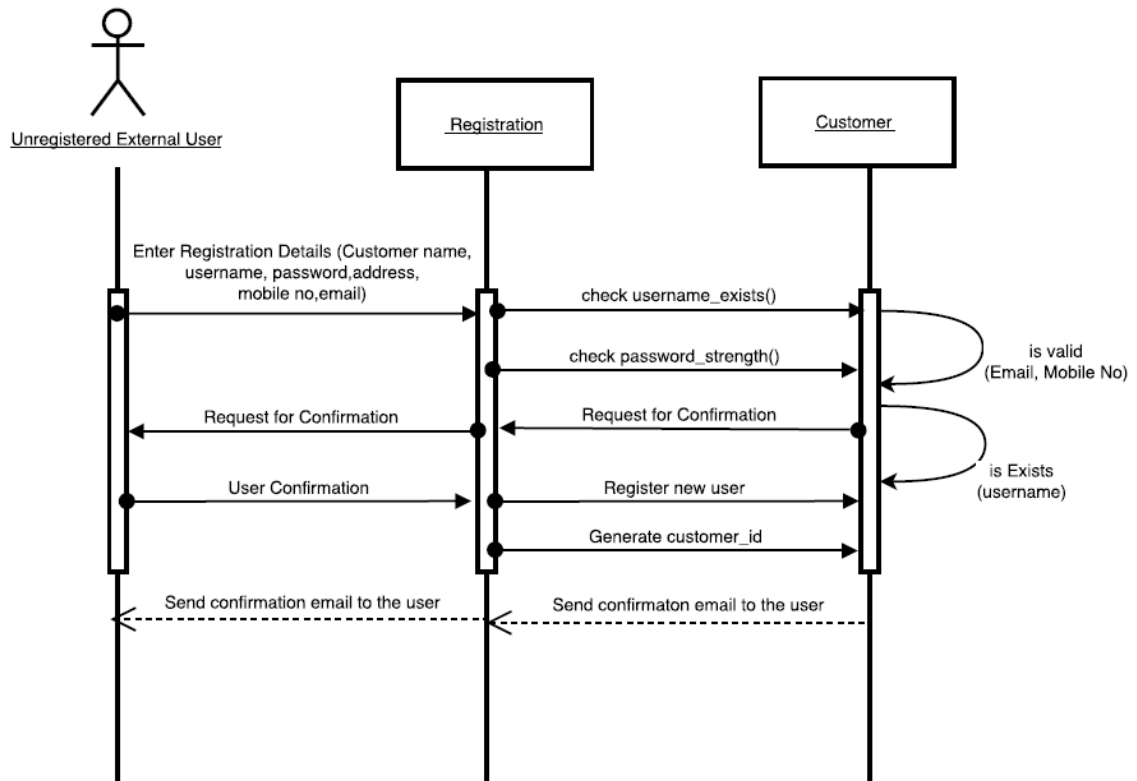 Unregistered External User
Registration
Customer
Enter Registration Details (Customer name,
username, password,address,
mobile no,email)
check username_exists()
is valid
(Email, Mobile No)
check password_strength()
Request for Confirmation
Request for Confirmation
is Exists
(username)
User Confirmation
Register new user
Generate customer_id
Send confirmation email to the user
Send confirmaton email to the user